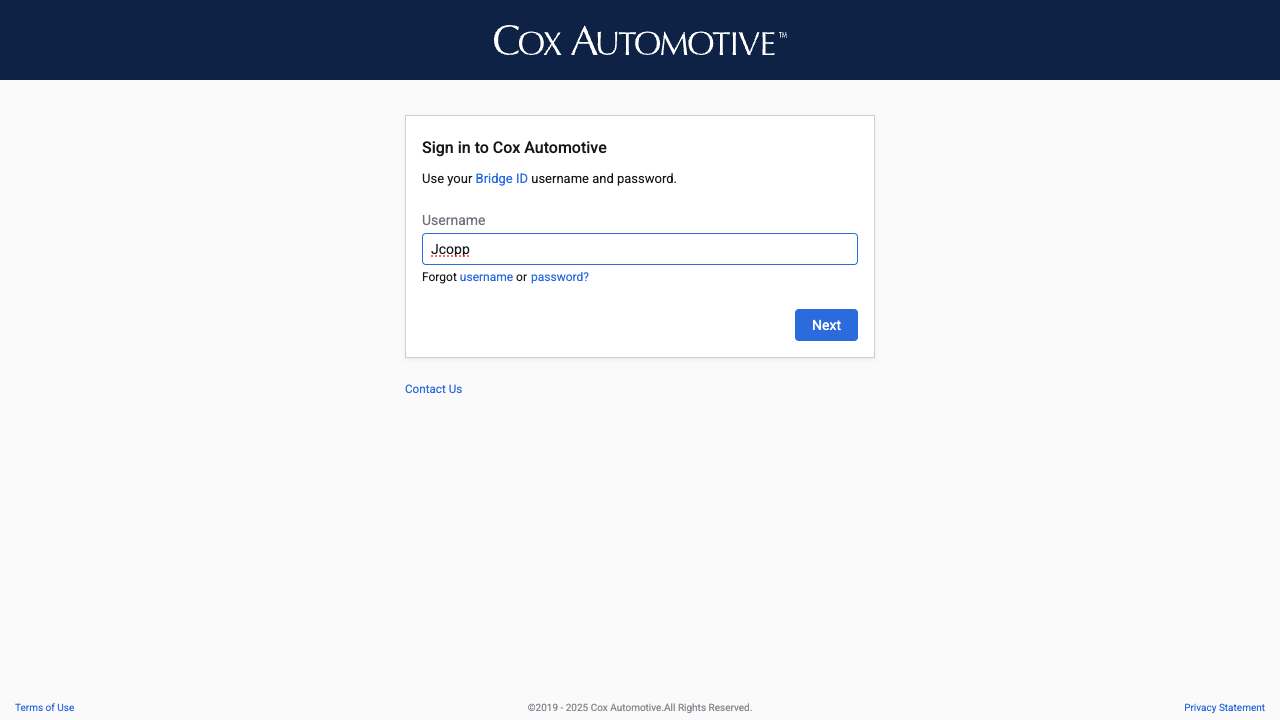 COX AUTOMOTIVE™
Sign in to Cox Automotive
Use your Bridge ID username and password.
Username
Jcopp
Forgot username or password?
Next
Contact Us
Terms of Use
©2019 - 2025 Cox Automotive.All Rights Reserved.
Privacy Statement